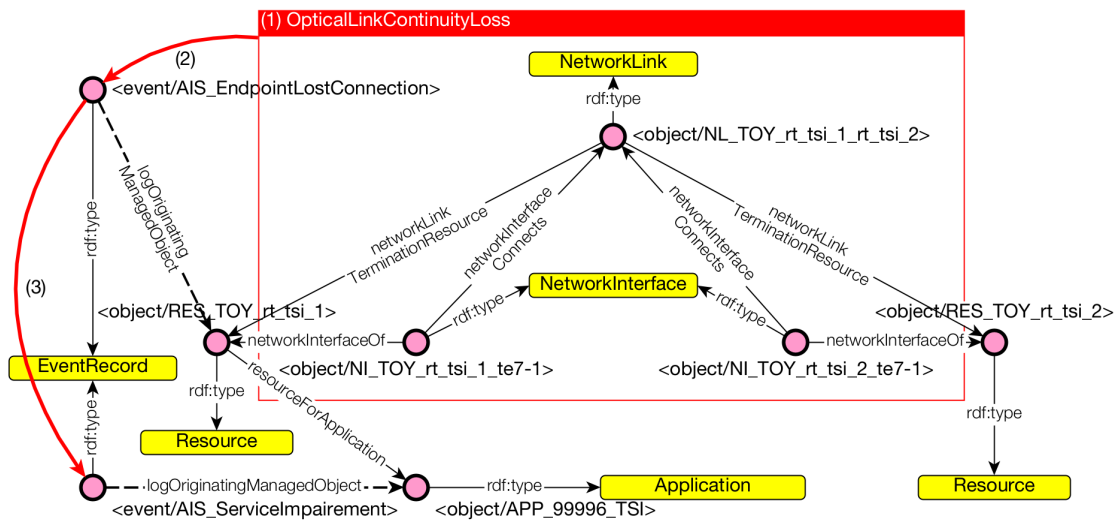 (1) OpticalLinkContinuityLoss
(2)
NetworkLink
<event/AIS_EndpointLostConnection>
rdf:type
<object/NL_TOY_rt_tsi_1_rt_tsi_2>
logOriginating
ManagedObject
rdf:type
networkLink
TerminationResource
networkInterface
Connects
networkInterface
Connects
networkLink
TerminationResource
(3)
NetworkInterface
rdf:type
rdf:type
<object/RES_TOY_rt_tsi_1>
<object/RES_TOY_rt_tsi_2>
networkInterfaceOf
networkInterfaceOf
EventRecord
<object/NI_TOY_rt_tsi_1_te7-1>
<object/NI_TOY_rt_tsi_2_te7-1>
rdf:type
resourceForApplication
rdf:type
rdf:type
Resource
logOriginatingManagedObject
rdf:type
Application
Resource
<event/AIS_ServiceImpairement>
<object/APP_99996_TSI>